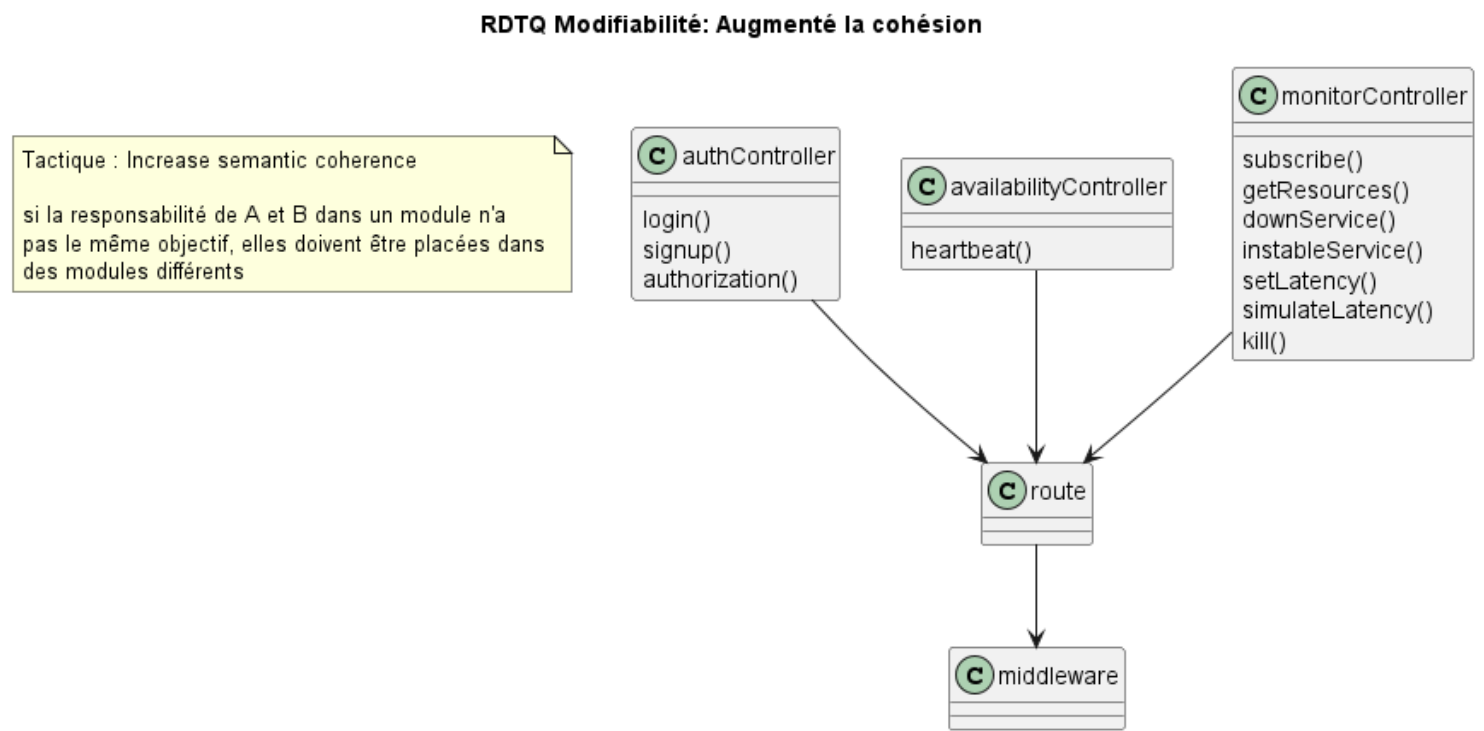 RDTQ Modifiabilité: Augmenté la cohésion
Tactique : Increase semantic coherence
si la responsabilité de A et B dans un module n'a
pas le même objectif, elles doivent être placées dans
des modules différents
C authController
login()
signup()
authorization()
C availabilityController
heartbeat()
C monitorController
subscribe()
getResources()
downService()
instableService()
setLatency()
simulateLatency()
kill()
C route
C middleware